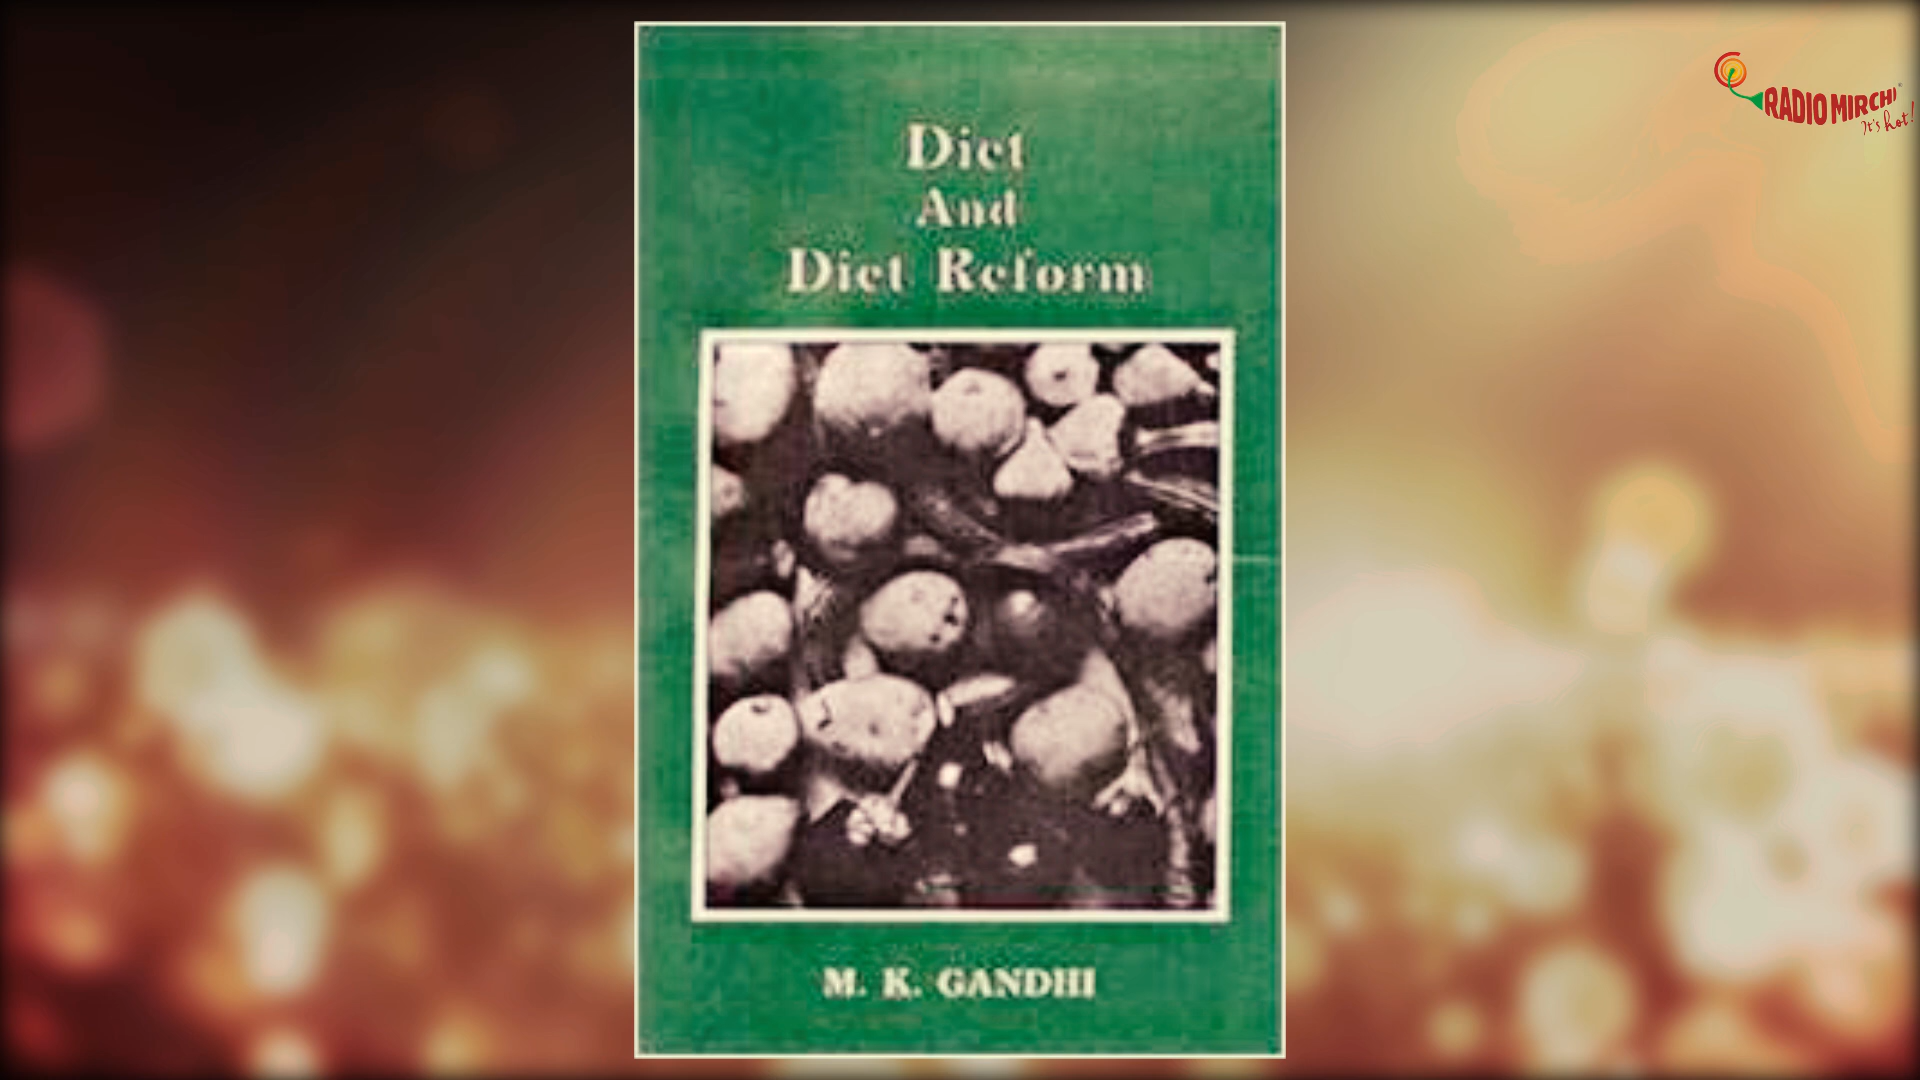 Diet
And
Diet Reform
M. K. GANDHI
RADIO MIRCHI
It's hot!